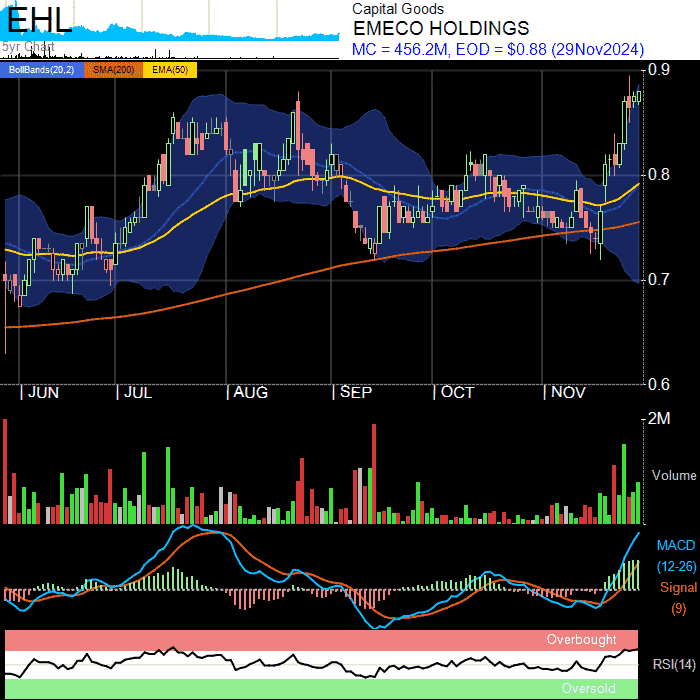 EHL
5yr Chart
Capital Goods
EMECO HOLDINGS
MC = 456.2M, EOD = $0.88 (29Nov2024)
BollBands(20,2) SMA(200) EMA(50)
0.9
0.8
0.7
0.6
JUN JUL AUG SEP OCT NOV
2M
Volume
MACD
(12-26)
Signal
(9)
Overbought
RSI(14)
Oversold